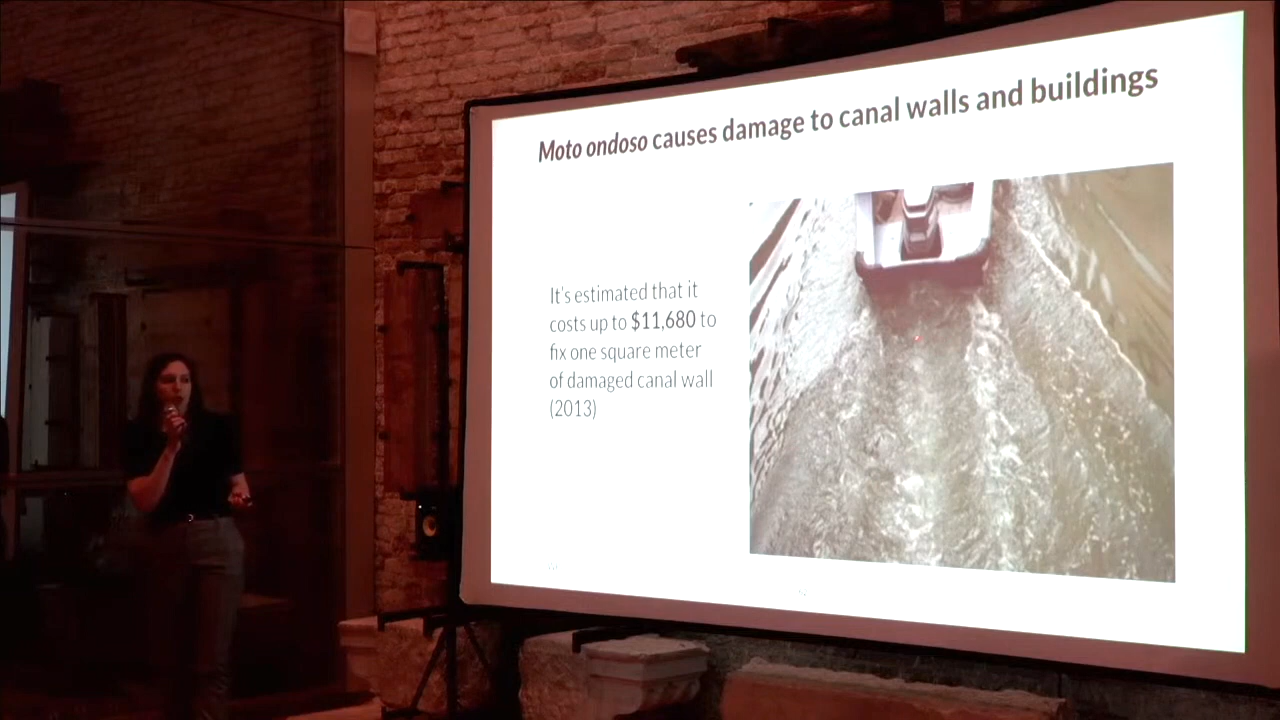 Moto ondoso causes damage to canal walls and buildings
It's estimated that it
costs up to $11,680 to
fix one square meter
of damaged canal wall
(2013)